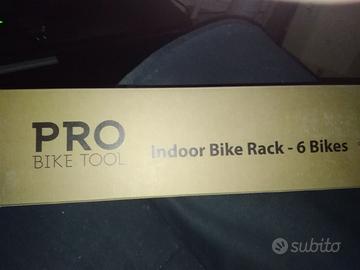 PRO
BIKE TOOL
Indoor Bike Rack - 6 Bikes
subito